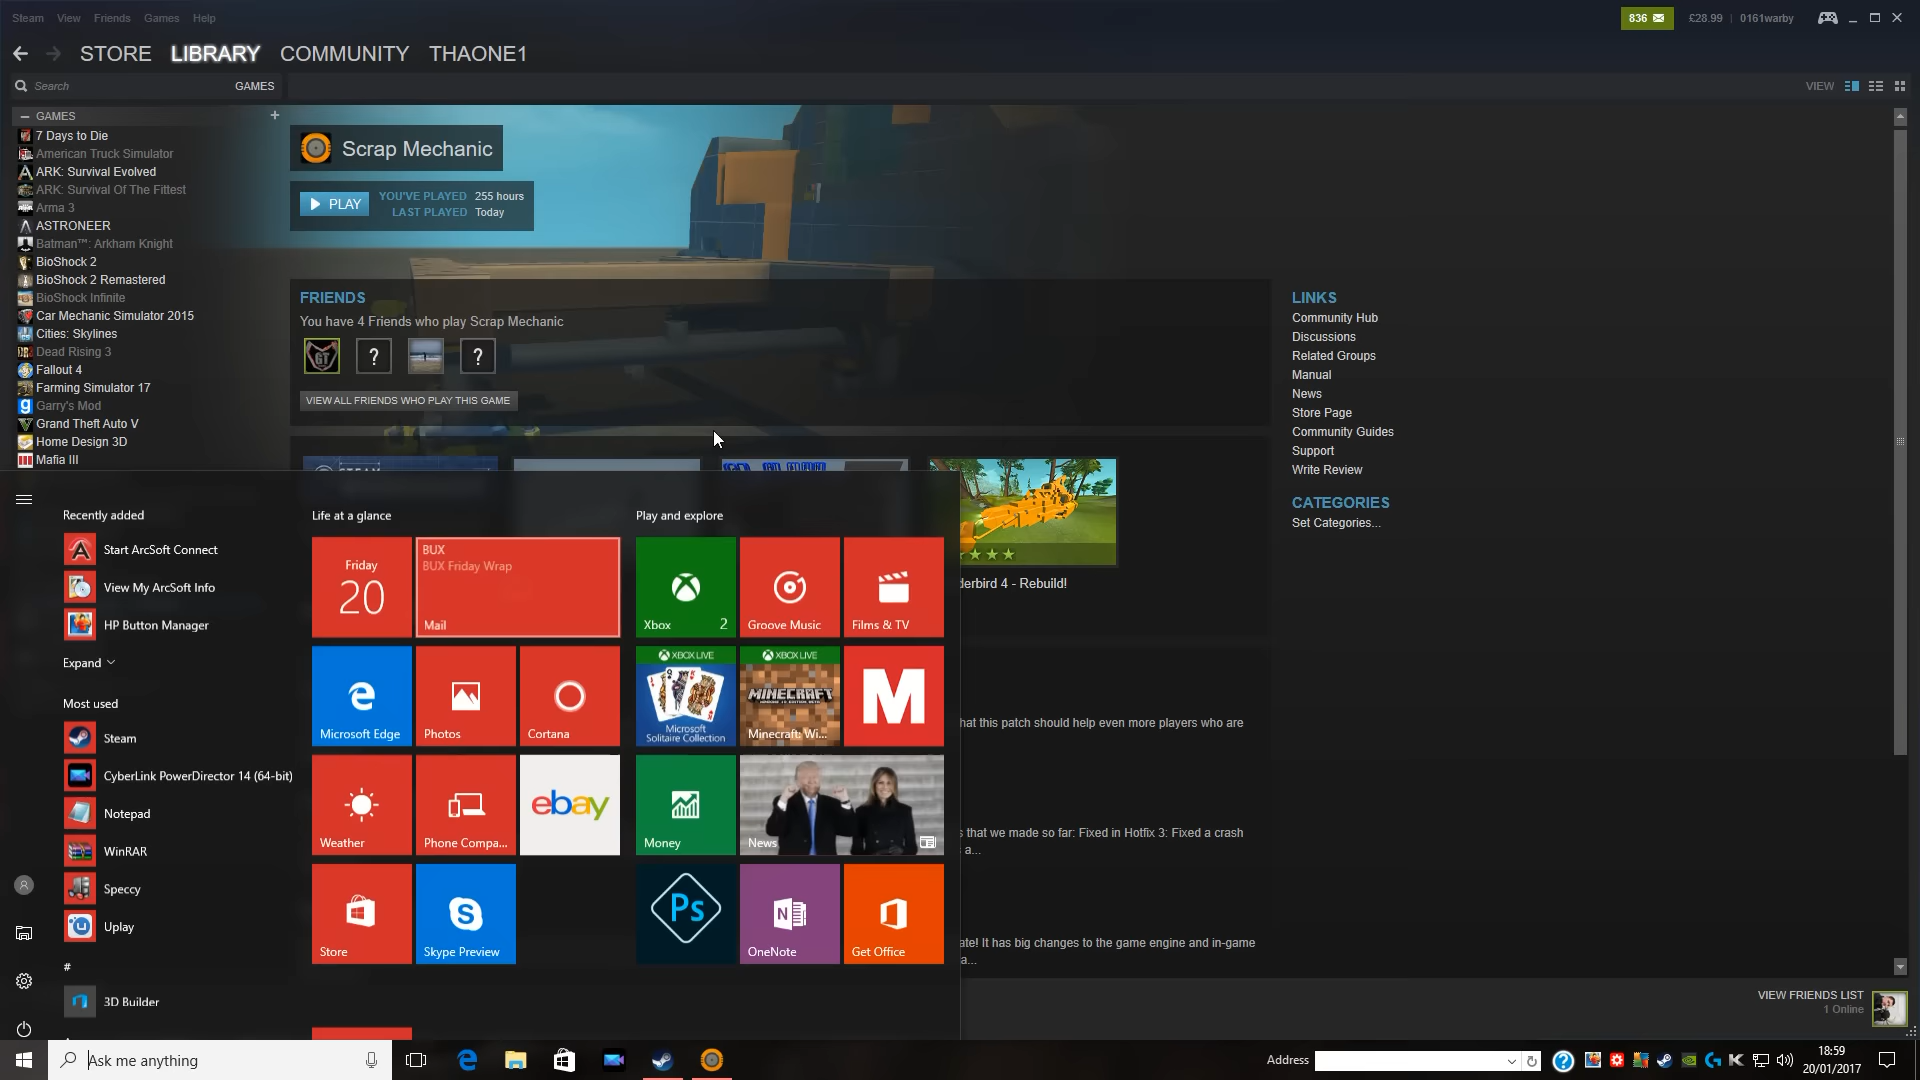 Steam View Friends Games Help
836 £28.99 | 0161warby
STORE LIBRARY COMMUNITY THAONE1
Search GAMES VIEW
– GAMES +
7 Days to Die
American Truck Simulator
ARK: Survival Evolved
ARK: Survival Of The Fittest
Arma 3
ASTRONEER
Batman™: Arkham Knight
BioShock 2
BioShock 2 Remastered
BioShock Infinite
Car Mechanic Simulator 2015
Cities: Skylines
Dead Rising 3
Fallout 4
Farming Simulator 17
Garry's Mod
Grand Theft Auto V
Home Design 3D
Mafia III
Scrap Mechanic
PLAY
YOU'VE PLAYED 255 hours
LAST PLAYED Today
FRIENDS
You have 4 Friends who play Scrap Mechanic
GT ? ?
VIEW ALL FRIENDS WHO PLAY THIS GAME
LINKS
Community Hub
Discussions
Related Groups
Manual
News
Store Page
Community Guides
Support
Write Review
CATEGORIES
Set Categories...
derbird 4 - Rebuild!
hat this patch should help even more players who are
s that we made so far: Fixed in Hotfix 3: Fixed a crash
a...
ate! It has big changes to the game engine and in-game
a...
VIEW FRIENDS LIST
1 Online
Recently added
Start ArcSoft Connect
View My ArcSoft Info
HP Button Manager
Expand
Most used
Steam
CyberLink PowerDirector 14 (64-bit)
Notepad
WinRAR
Speccy
Uplay
#
3D Builder
Life at a glance
Friday
20
BUX
BUX Friday Wrap
Mail
Microsoft Edge
Photos
Cortana
Weather
Phone Compa...
ebay
Store
Skype Preview
Play and explore
Xbox 2
Groove Music
Films & TV
XBOX LIVE
Microsoft
Solitaire Collection
XBOX LIVE
MINECRAFT
Minecraft: Wi...
M
Money
News
Ps
OneNote
Get Office
Ask me anything
Address
18:59
20/01/2017